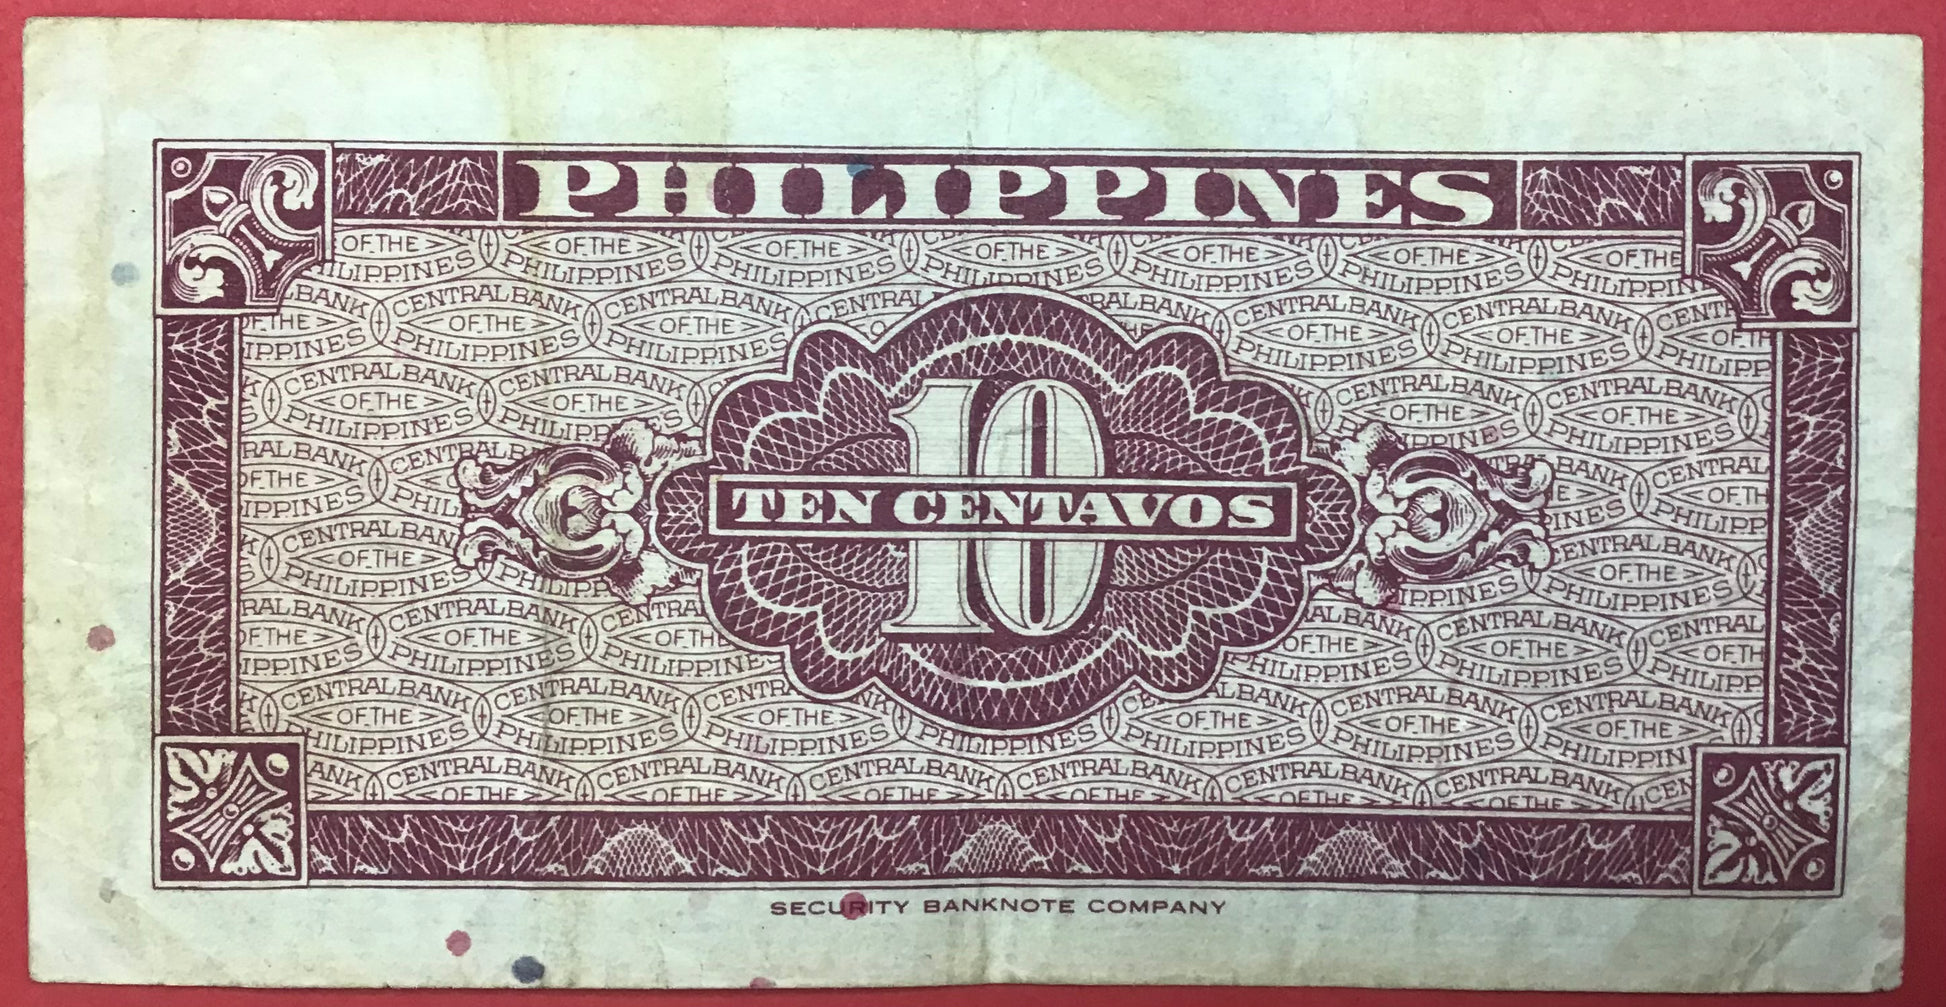 PHILIPPINES
CENTRAL BANK
OF THE
PHILIPPINES
10
TEN CENTAVOS
SECURITY BANKNOTE COMPANY